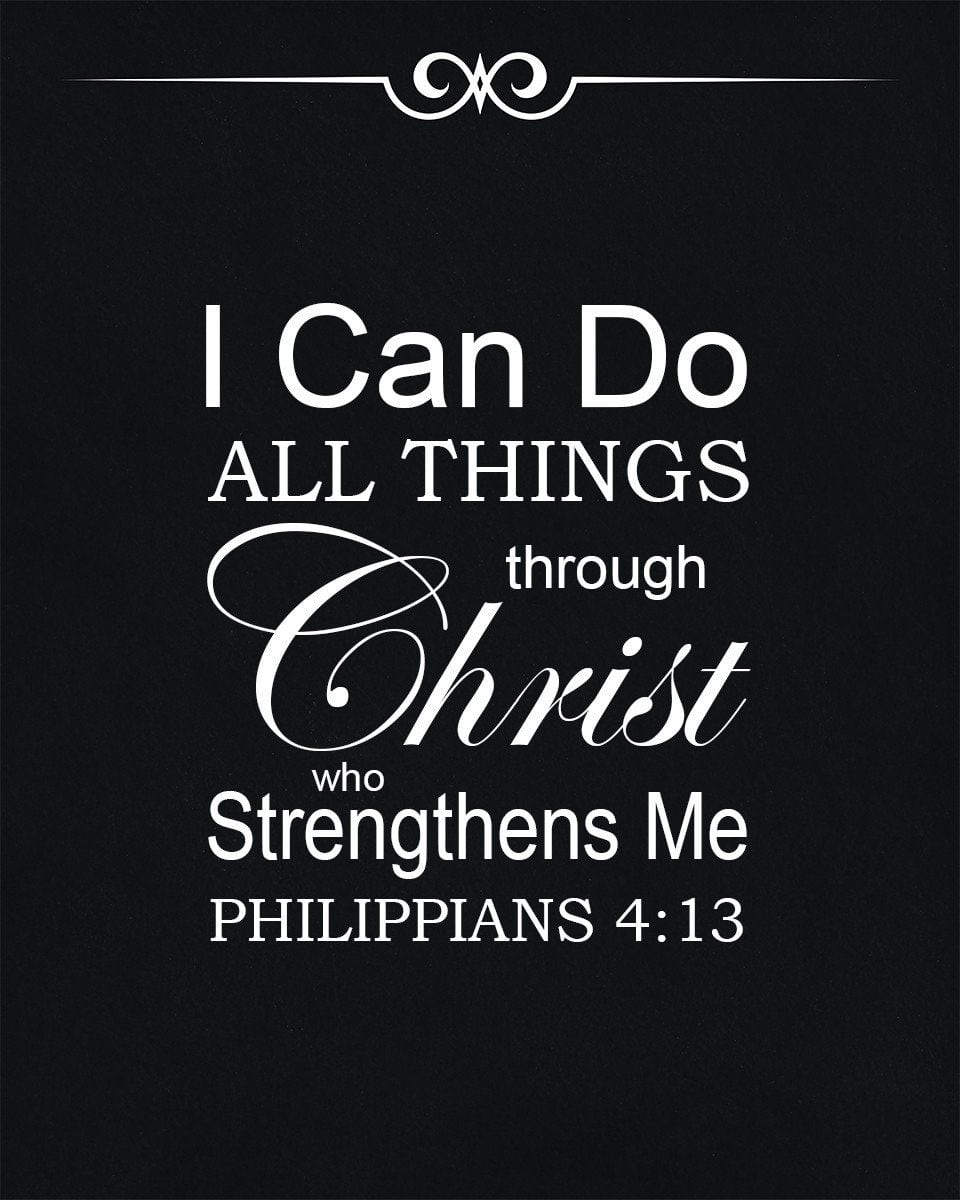 I Can Do
ALL THINGS
through
Christ
who
Strengthens Me
PHILIPPIANS 4:13